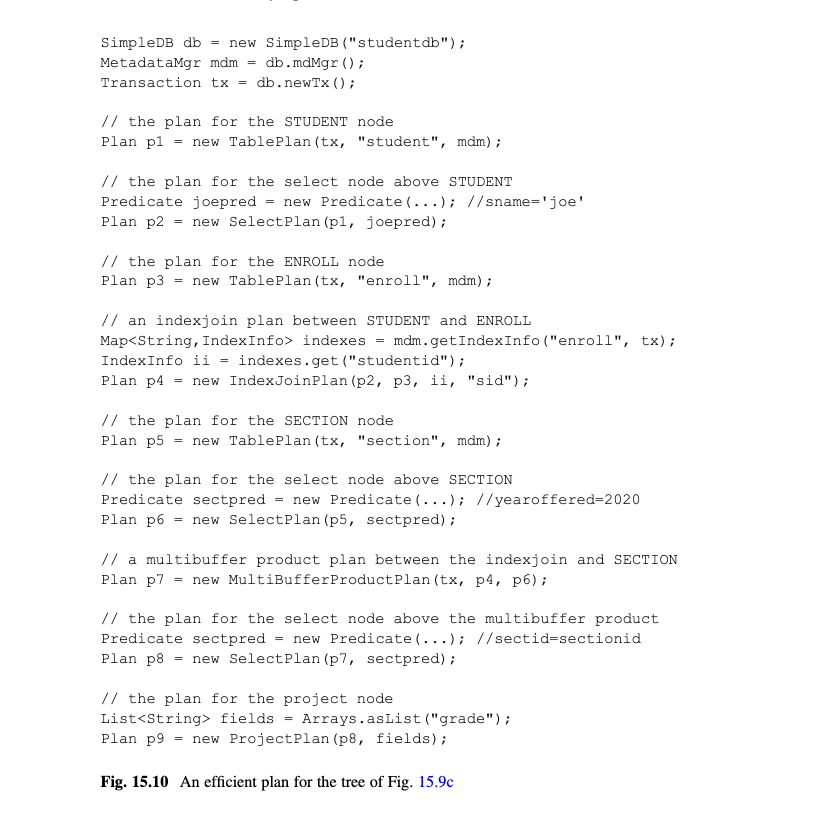 SimpleDB db = new SimpleDB("studentdb");
MetadataMgr mdm = db.mdMgr();
Transaction tx = db.newTx();
// the plan for the STUDENT node
Plan p1 = new TablePlan(tx, "student", mdm);
// the plan for the select node above STUDENT
Predicate joepred = new Predicate(...); //sname='joe'
Plan p2 = new SelectPlan(p1, joepred);
// the plan for the ENROLL node
Plan p3 = new TablePlan(tx, "enroll", mdm);
// an indexjoin plan between STUDENT and ENROLL
Map<String,IndexInfo> indexes = mdm.getIndexInfo("enroll", tx);
IndexInfo ii = indexes.get("studentid");
Plan p4 = new IndexJoinPlan(p2, p3, ii, "sid");
// the plan for the SECTION node
Plan p5 = new TablePlan(tx, "section", mdm);
// the plan for the select node above SECTION
Predicate sectpred = new Predicate(...); //yearoffered=2020
Plan p6 = new SelectPlan(p5, sectpred);
// a multibuffer product plan between the indexjoin and SECTION
Plan p7 = new MultiBufferProductPlan(tx, p4, p6);
// the plan for the select node above the multibuffer product
Predicate sectpred = new Predicate(...); //sectid=sectionid
Plan p8 = new SelectPlan(p7, sectpred);
// the plan for the project node
List<String> fields = Arrays.asList("grade");
Plan p9 = new ProjectPlan(p8, fields);
Fig. 15.10 An efficient plan for the tree of Fig. 15.9c